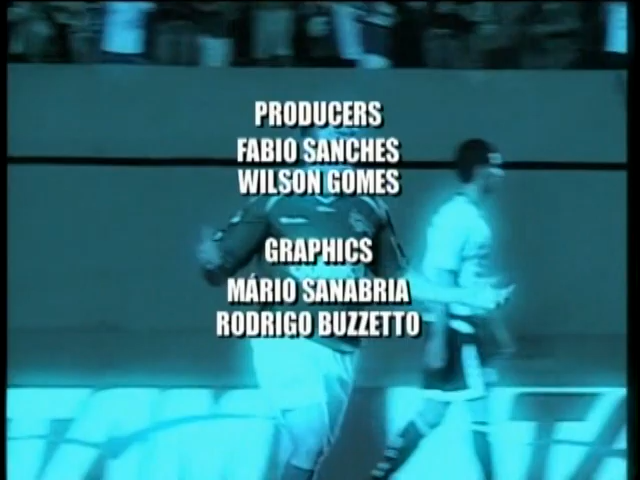 PRODUCERS
FABIO SANCHES
WILSON GOMES
GRAPHICS
MÁRIO SANABRIA
RODRIGO BUZZETTO